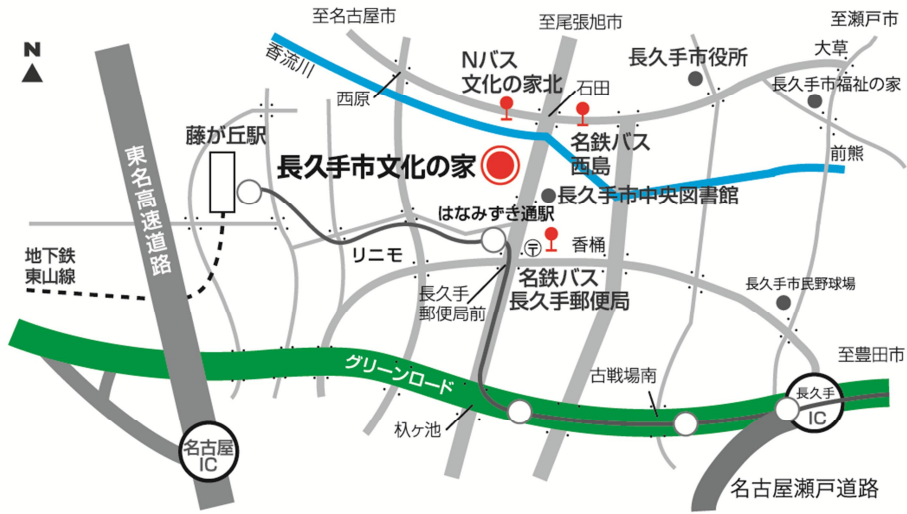 至名古屋市
至尾張旭市
至瀬戸市
N
香流川
Nバス
文化の家北
石田
長久手市役所
大草
西原
長久手市福祉の家
藤が丘駅
名鉄バス
西島
前熊
東名高速道路
長久手市文化の家
長久手市中央図書館
はなみずき通駅
地下鉄
東山線
リニモ
〒
香桶
名鉄バス
長久手郵便局
長久手
郵便局前
長久手市民野球場
グリーンロード
至豊田市
古戦場南
長久手
IC
杁ヶ池
名古屋
IC
名古屋瀬戸道路